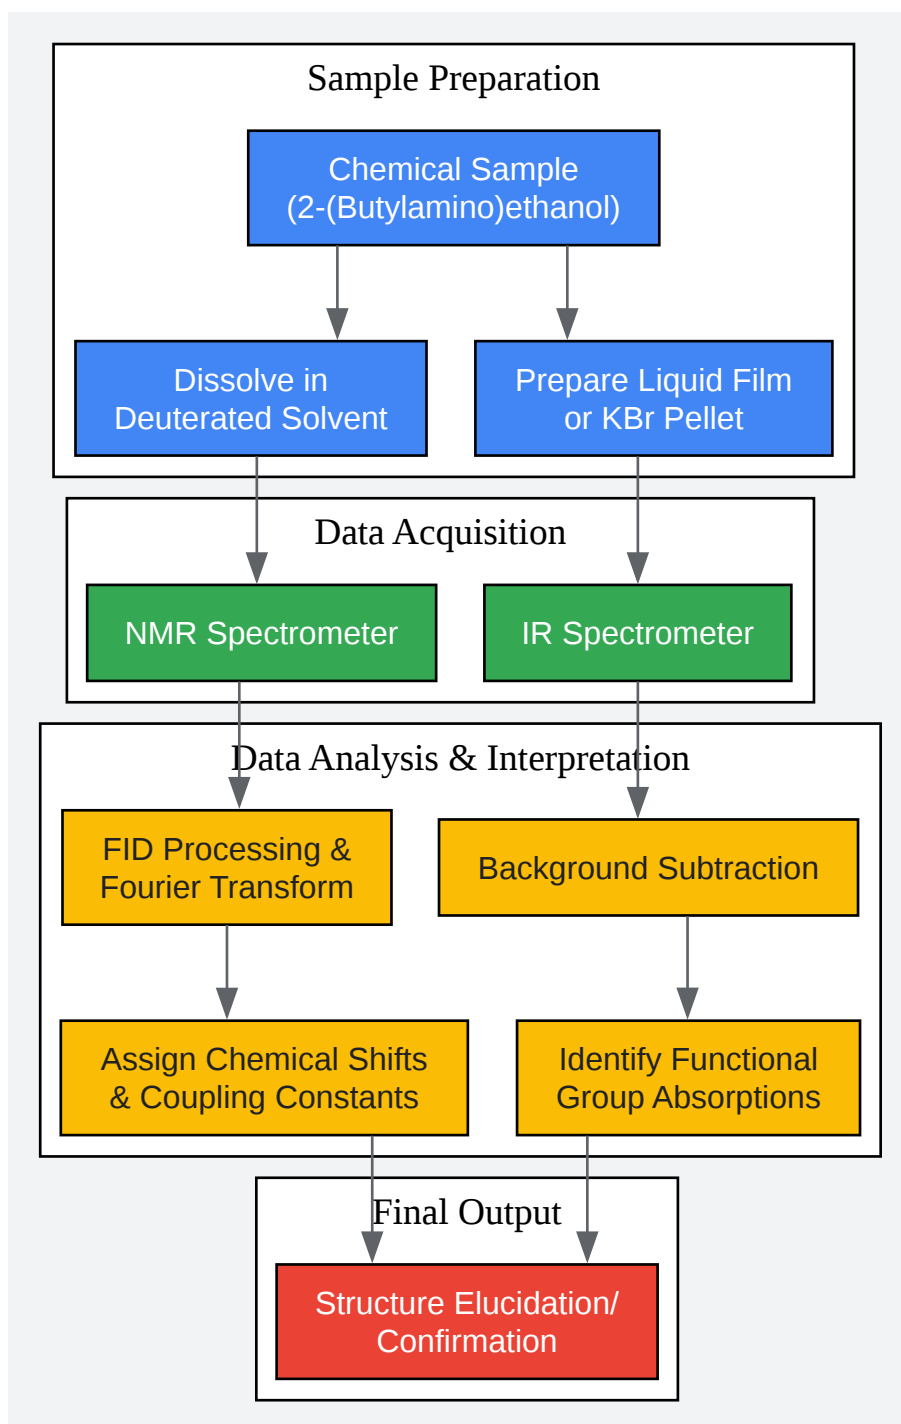 Sample Preparation
Chemical Sample
(2-(Butylamino)ethanol)
Dissolve in
Deuterated Solvent
Prepare Liquid Film
or KBr Pellet
Data Acquisition
NMR Spectrometer
IR Spectrometer
Data Analysis & Interpretation
FID Processing &
Fourier Transform
Background Subtraction
Assign Chemical Shifts
& Coupling Constants
Identify Functional
Group Absorptions
Final Output
Structure Elucidation/
Confirmation